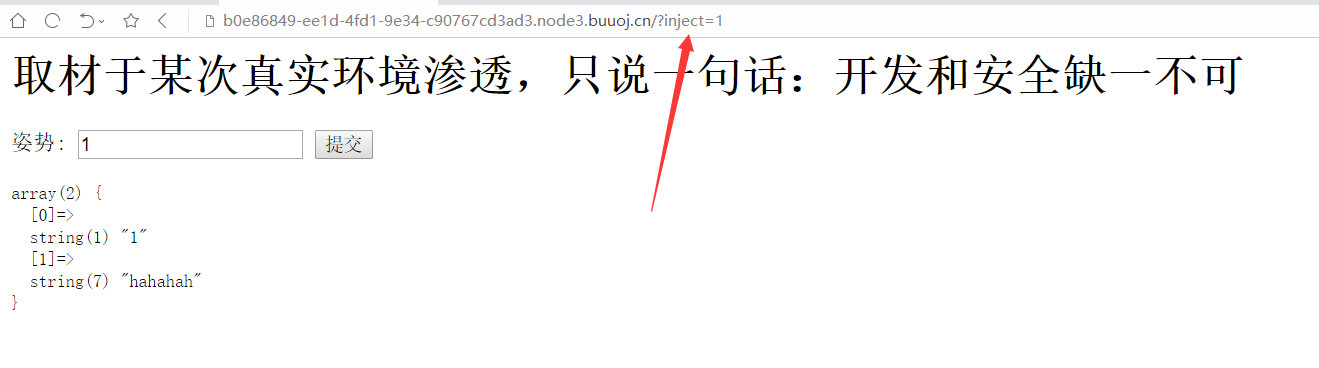 b0e86849-ee1d-4fd1-9e34-c90767cd3ad3.node3.buuoj.cn/?inject=1
取材于某次真实环境渗透，只说一句话：开发和安全缺一不可
姿势: 1 提交
array(2) {
  [0]=>
  string(1) "1"
  [1]=>
  string(7) "hahahah"
}